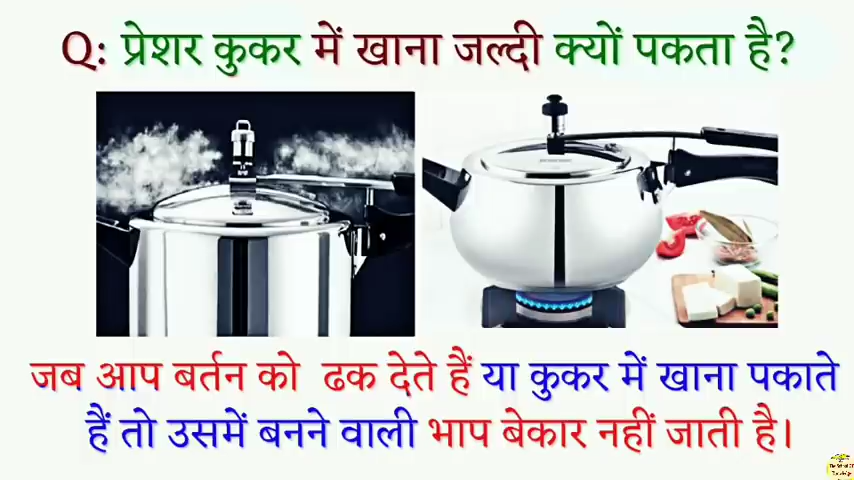 Q: प्रेशर कुकर में खाना जल्दी क्यों पकता है?
जब आप बर्तन को ढक देते हैं या कुकर में खाना पकाते
हैं तो उसमें बनने वाली भाप बेकार नहीं जाती है।